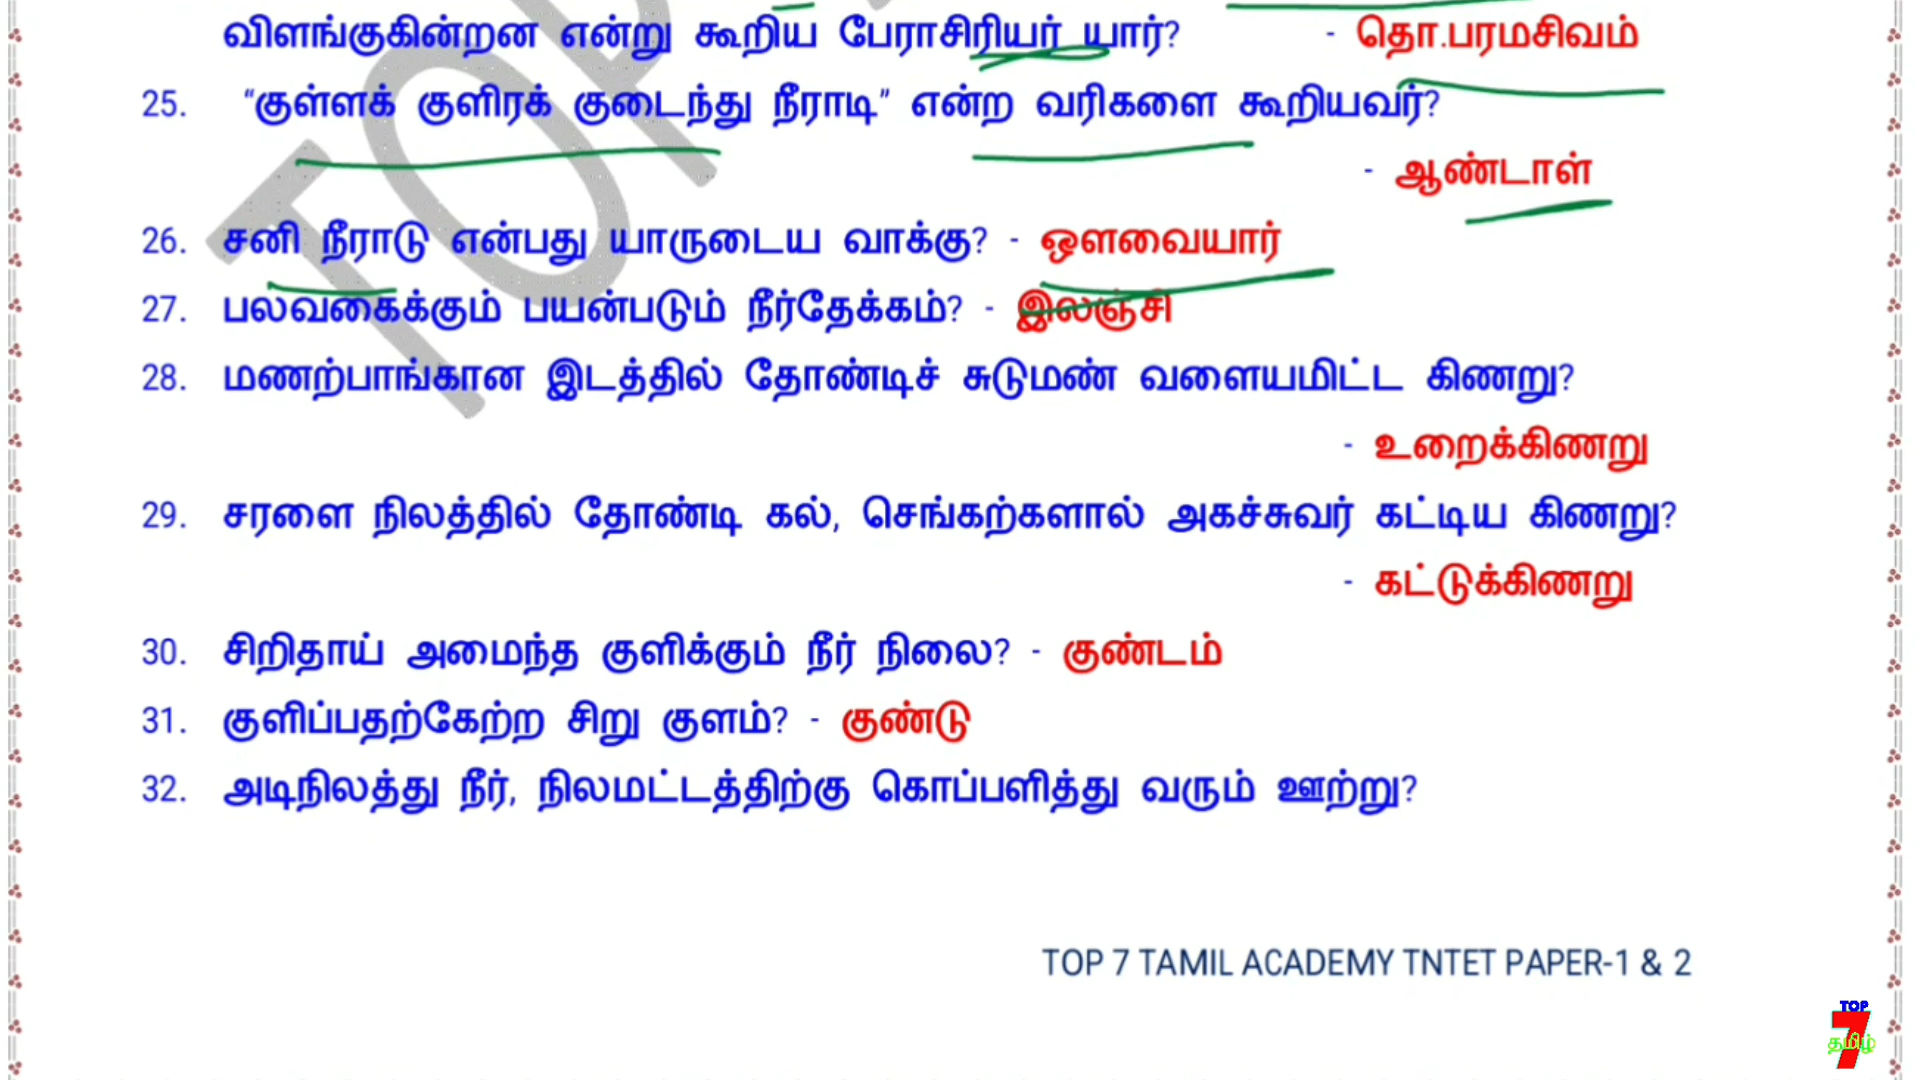 விளங்குகின்றன என்று கூறிய பேராசிரியர் யார்? - தொ.பரமசிவம்
25. “குள்ளக் குளிரக் குடைந்து நீராடி” என்ற வரிகளை கூறியவர்?
- ஆண்டாள்
26. சனி நீராடு என்பது யாருடைய வாக்கு? - ஔவையார்
27. பலவகைக்கும் பயன்படும் நீர்தேக்கம்? - இலஞ்சி
28. மணற்பாங்கான இடத்தில் தோண்டிச் சுடுமண் வளையமிட்ட கிணறு?
- உறைக்கிணறு
29. சரளை நிலத்தில் தோண்டி கல், செங்கற்களால் அகச்சுவர் கட்டிய கிணறு?
- கட்டுக்கிணறு
30. சிறிதாய் அமைந்த குளிக்கும் நீர் நிலை? - குண்டம்
31. குளிப்பதற்கேற்ற சிறு குளம்? - குண்டு
32. அடிநிலத்து நீர், நிலமட்டத்திற்கு கொப்பளித்து வரும் ஊற்று?
TOP 7 TAMIL ACADEMY TNTET PAPER-1 & 2
TOP
7
தமிழ்